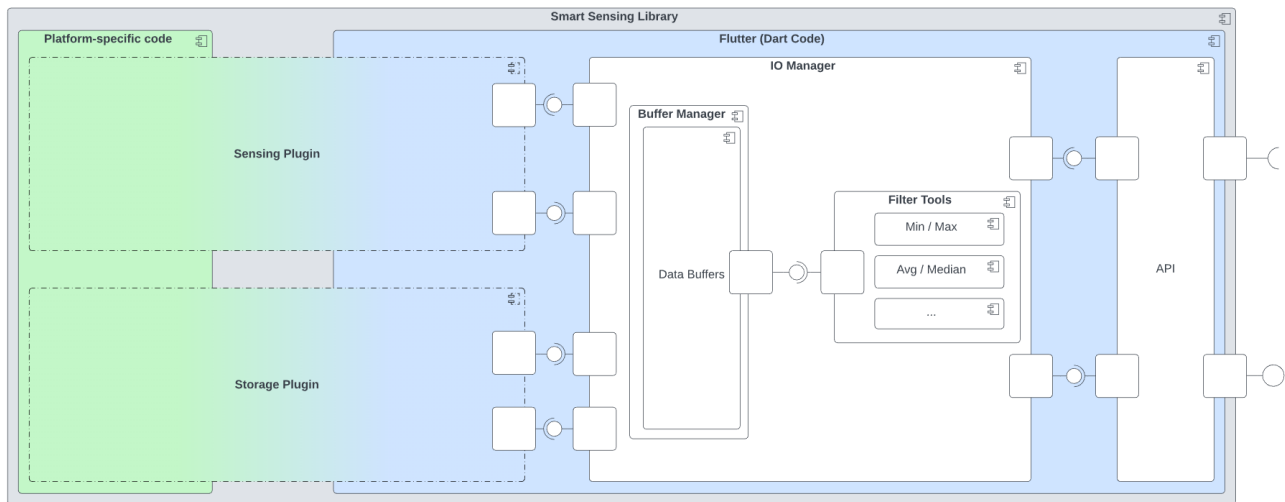 Smart Sensing Library
Platform-specific code
Flutter (Dart Code)
IO Manager
Buffer Manager
Sensing Plugin
Filter Tools
Min / Max
Avg / Median
...
Data Buffers
API
Storage Plugin